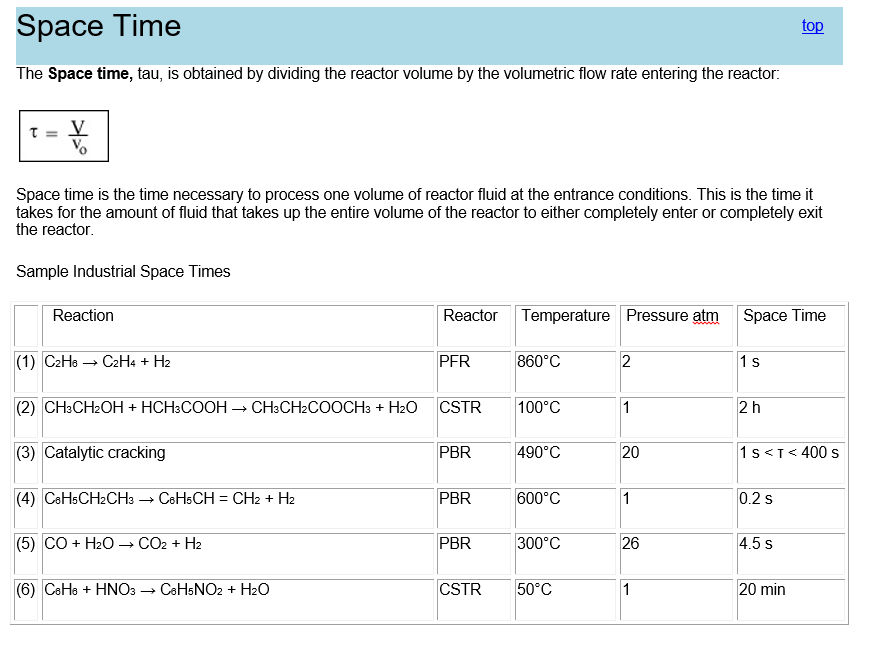 Space Time
top
The Space time, tau, is obtained by dividing the reactor volume by the volumetric flow rate entering the reactor:
τ = V/v₀
Space time is the time necessary to process one volume of reactor fluid at the entrance conditions. This is the time it
takes for the amount of fluid that takes up the entire volume of the reactor to either completely enter or completely exit
the reactor.
Sample Industrial Space Times
Reaction Reactor Temperature Pressure atm Space Time
(1) C₂H₆ → C₂H₄ + H₂ PFR 860°C 2 1 s
(2) CH₃CH₂OH + HCH₃COOH → CH₃CH₂COOCH₃ + H₂O CSTR 100°C 1 2 h
(3) Catalytic cracking PBR 490°C 20 1 s < τ < 400 s
(4) C₆H₅CH₂CH₃ → C₆H₅CH = CH₂ + H₂ PBR 600°C 1 0.2 s
(5) CO + H₂O → CO₂ + H₂ PBR 300°C 26 4.5 s
(6) C₆H₆ + HNO₃ → C₆H₅NO₂ + H₂O CSTR 50°C 1 20 min